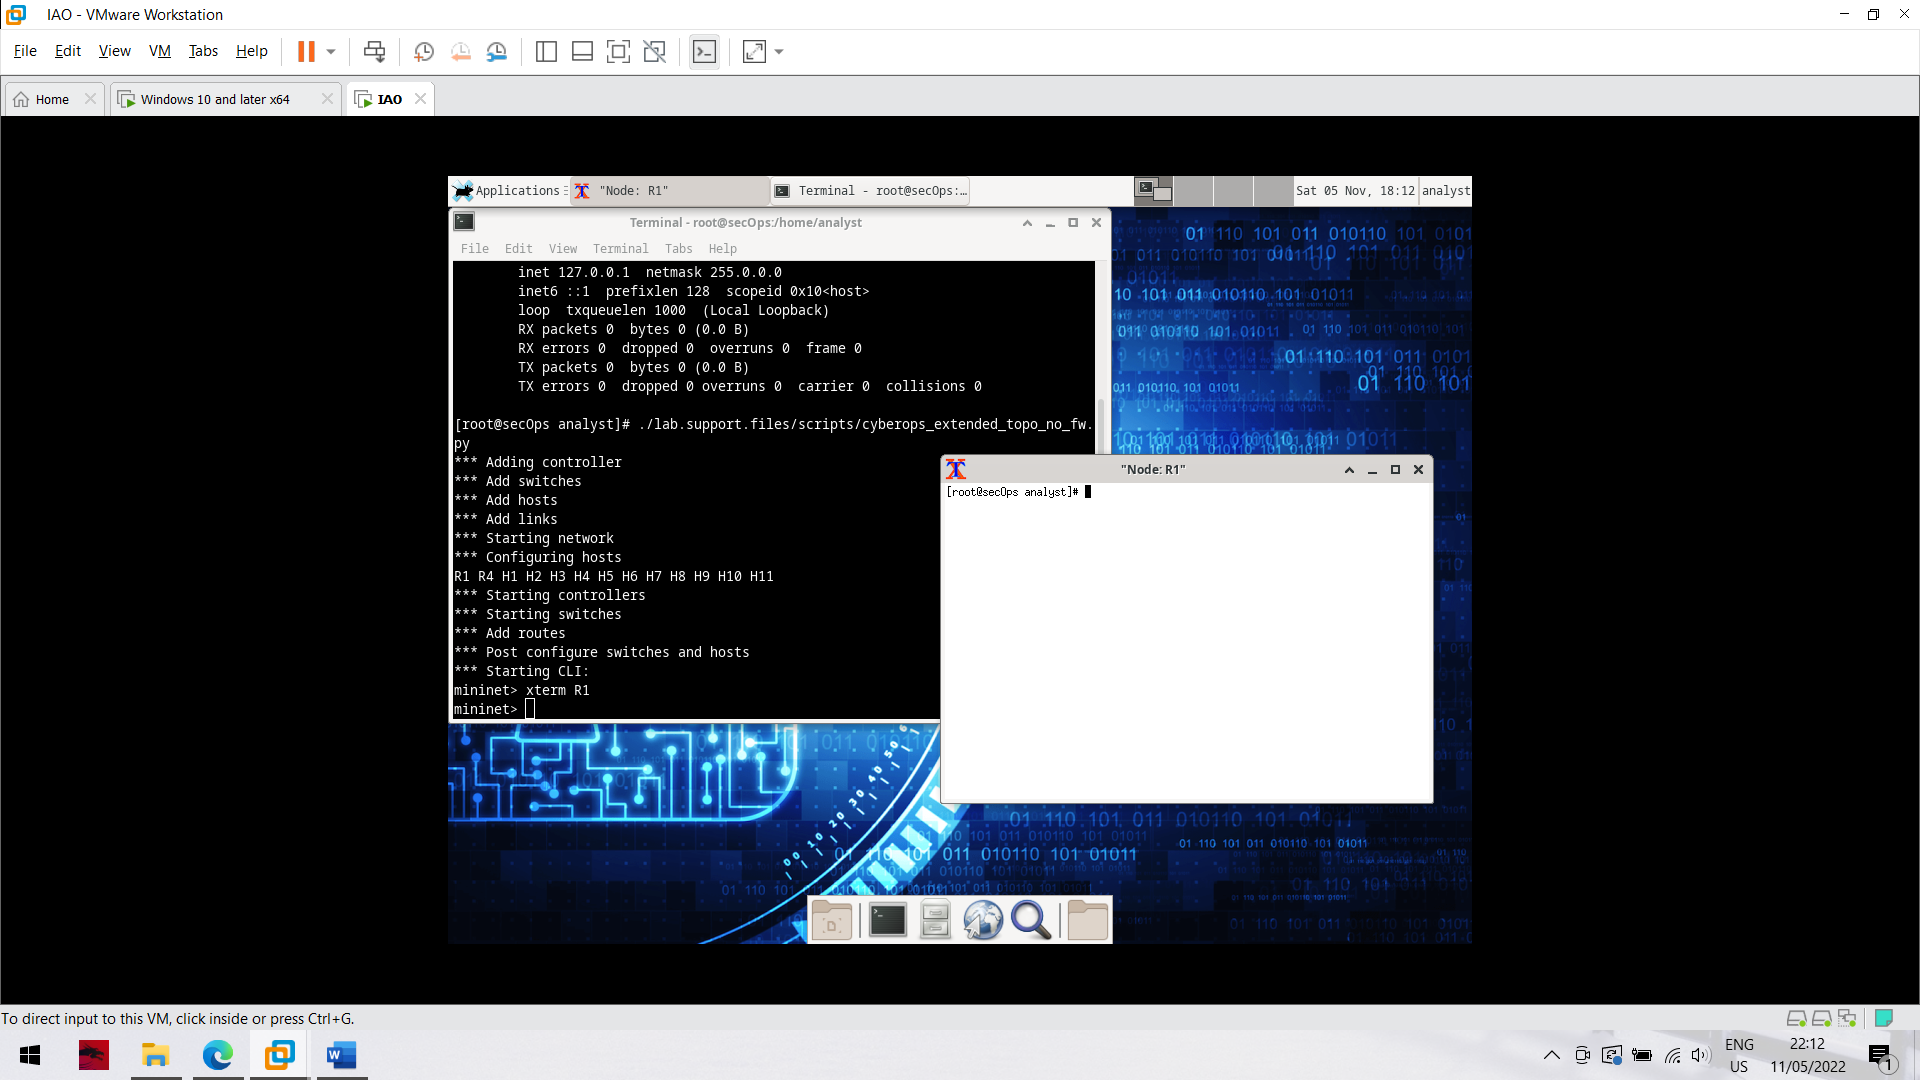 IAO - VMware Workstation
File Edit View VM Tabs Help
Home
Windows 10 and later x64
IAO
Applications
"Node: R1"
Terminal - root@secOps:...
Sat 05 Nov, 18:12
analyst
Terminal - root@secOps:/home/analyst
File Edit View Terminal Tabs Help
inet 127.0.0.1 netmask 255.0.0.0
inet6 ::1 prefixlen 128 scopeid 0x10<host>
loop txqueuelen 1000 (Local Loopback)
RX packets 0 bytes 0 (0.0 B)
RX errors 0 dropped 0 overruns 0 frame 0
TX packets 0 bytes 0 (0.0 B)
TX errors 0 dropped 0 overruns 0 carrier 0 collisions 0
[root@secOps analyst]# ./lab.support.files/scripts/cyberops_extended_topo_no_fw.
py
*** Adding controller
*** Add switches
*** Add hosts
*** Add links
*** Starting network
*** Configuring hosts
R1 R4 H1 H2 H3 H4 H5 H6 H7 H8 H9 H10 H11
*** Starting controllers
*** Starting switches
*** Add routes
*** Post configure switches and hosts
*** Starting CLI:
mininet> xterm R1
mininet>
"Node: R1"
[root@secOps analyst]#
To direct input to this VM, click inside or press Ctrl+G.
ENG
US
22:12
11/05/2022
1